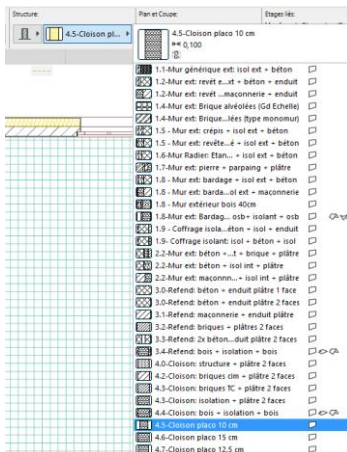 Structure:
Plan et Coupe:
Etages liés:
4.5-Cloison pl...
4.5-Cloison placo 10 cm
0,100
1.1-Mur générique ext: isol ext + béton
1.2-Mur ext: revêt e...xt + béton + enduit
1.2-Mur ext: revêt ...maçonnerie + enduit
1.4-Mur ext: Brique alvéolées (Gd Echelle)
1.4-Mur ext: Brique...lées (type monomur)
1.5 - Mur ext: crépis + isol ext + béton
1.5 - Mur ext: revête...é + isol ext + béton
1.6-Mur Radier: Etan... + isol ext + béton
1.7-Mur ext: pierre + parpaing + plâtre
1.8 - Mur ext: bardage + isol ext + béton
1.8 - Mur ext: barda...ol ext + maçonnerie
1.8 - Mur extérieur bois 40cm
1.8-Mur ext: Bardag... osb+ isolant + osb
1.9 - Coffrage isola...éton + isol + enduit
1.9- Coffrage isolant: isol + béton + isol
2.2-Mur ext: béton +...t + brique + plâtre
2.2-Mur ext: béton + isol int + plâtre
2.2-Mur ext: maçonn...+ isol int + plâtre
3.0-Refend: béton + enduit plâtre 1 face
3.0-Refend: béton + enduit plâtre 2 faces
3.1-Refend: maçonnerie + enduit plâtre
3.2-Refend: briques + plâtres 2 faces
3.3-Refend: 2x béton...duit plâtre 2 faces
3.4-Refend: bois + isolation + bois
4.0-Cloison: structure + plâtre 2 faces
4.2-Cloison: briques cim + plâtre 2 faces
4.3-Cloison: briques TC + plâtre 2 faces
4.3-Cloison: isolation + plâtre 2 faces
4.4-Cloison: bois + isolation + bois
4.5-Cloison placo 10 cm
4.6-Cloison placo 15 cm
4.7-Cloison placo 12.5 cm